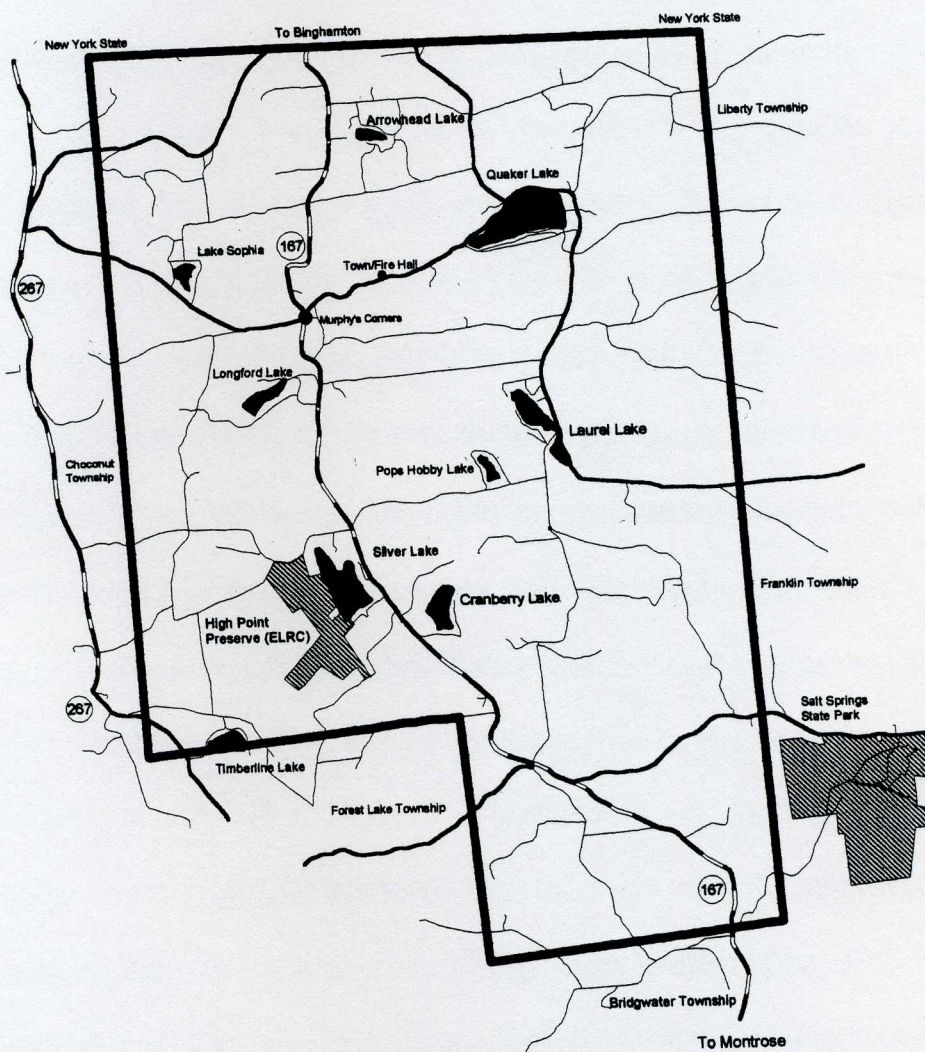 New York State
To Binghamton
New York State
Arrowhead Lake
Liberty Township
Quaker Lake
Lake Sophia
167
Town/Fire Hall
267
Murphy's Corners
Longford Lake
Laurel Lake
Choconut
Township
Pops Hobby Lake
Silver Lake
Cranberry Lake
Franklin Township
High Point
Preserve (ELRC)
267
Salt Springs
State Park
Timberline Lake
Forest Lake Township
167
Bridgwater Township
To Montrose